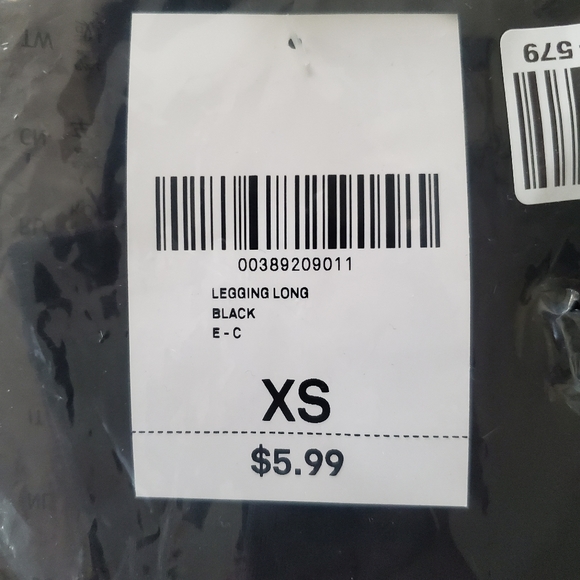 579
00389209011
LEGGING LONG
BLACK
E - C
XS
$5.99